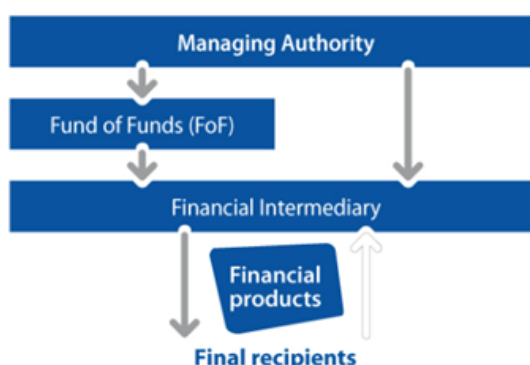 Managing Authority
Fund of Funds (FoF)
Financial Intermediary
Financial
products
Final recipients